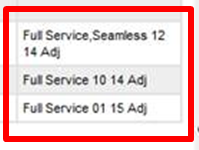 Full Service,Seamless 12
14 Adj
Full Service 10 14 Adj
Full Service 01 15 Adj